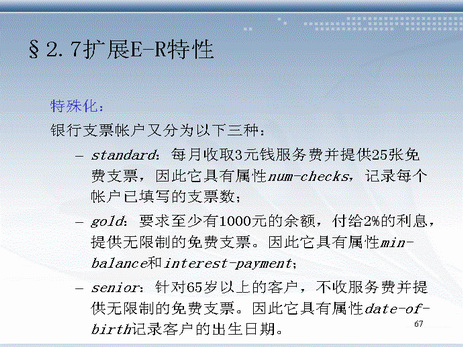 §2.7扩展E-R特性
特殊化：
银行支票帐户又分为以下三种：
– standard：每月收取3元钱服务费并提供25张免
费支票，因此它具有属性num-checks，记录每个
帐户已填写的支票数；
– gold：要求至少有1000元的余额，付给2%的利息，
提供无限制的免费支票。因此它具有属性min-
balance和interest-payment；
– senior：针对65岁以上的客户，不收服务费并提
供无限制的免费支票。因此它具有属性date-of-
birth记录客户的出生日期。
67